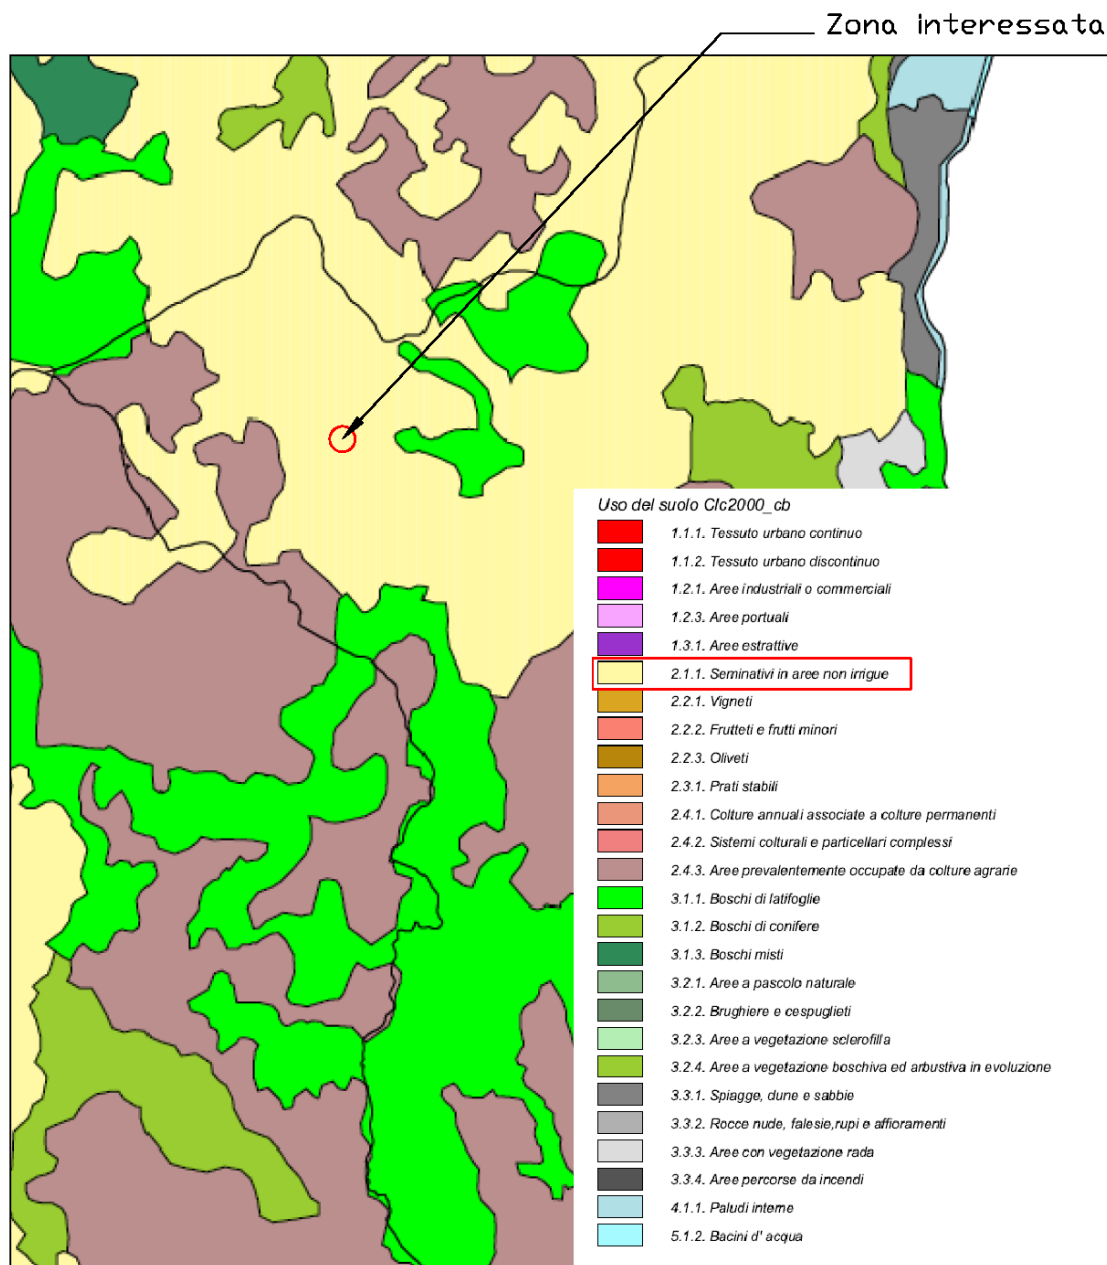 Zona interessata
Uso del suolo Clc2000_cb
1.1.1. Tessuto urbano continuo
1.1.2. Tessuto urbano discontinuo
1.2.1. Aree industriali o commerciali
1.2.3. Aree portuali
1.3.1. Aree estrattive
2.1.1. Seminativi in aree non irrigue
2.2.1. Vigneti
2.2.2. Frutteti e frutti minori
2.2.3. Oliveti
2.3.1. Prati stabili
2.4.1. Colture annuali associate a colture permanenti
2.4.2. Sistemi colturali e particellari complessi
2.4.3. Aree prevalentemente occupate da colture agrarie
3.1.1. Boschi di latifoglie
3.1.2. Boschi di conifere
3.1.3. Boschi misti
3.2.1. Aree a pascolo naturale
3.2.2. Brughiere e cespuglieti
3.2.3. Aree a vegetazione sclerofilla
3.2.4. Aree a vegetazione boschiva ed arbustiva in evoluzione
3.3.1. Spiagge, dune e sabbie
3.3.2. Rocce nude, falesie,rupi e affioramenti
3.3.3. Aree con vegetazione rada
3.3.4. Aree percorse da incendi
4.1.1. Paludi interne
5.1.2. Bacini d' acqua